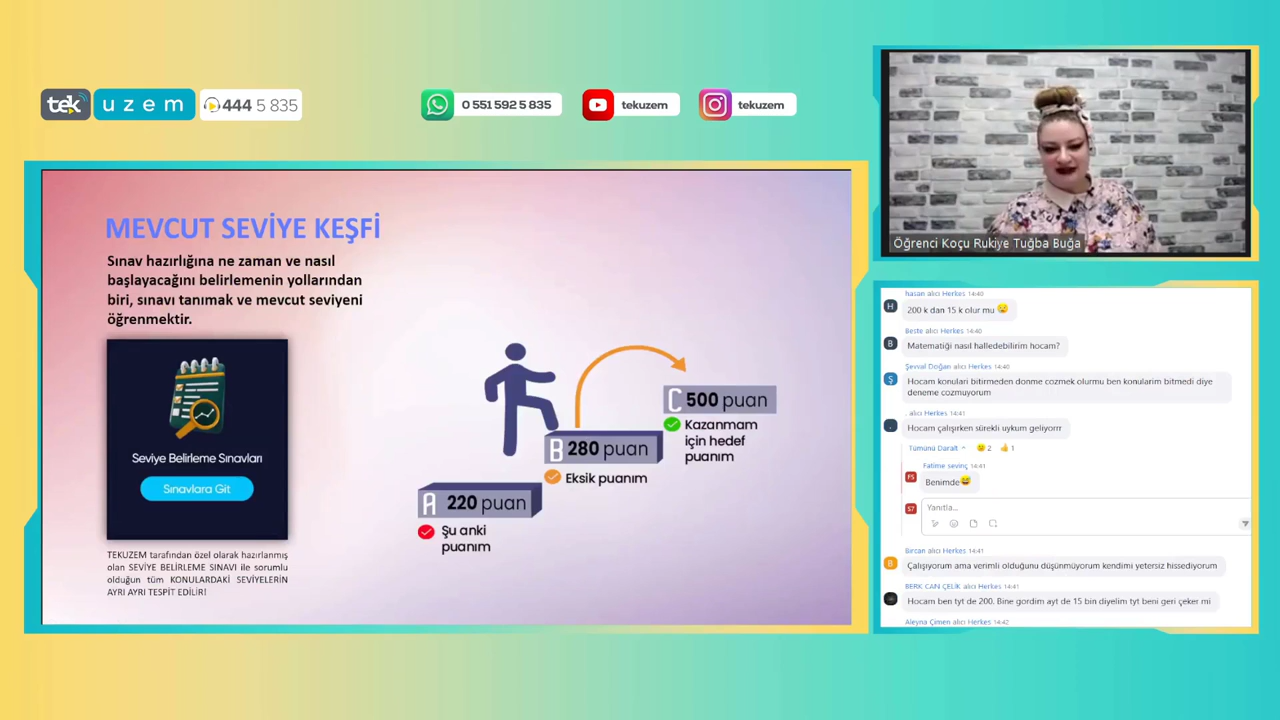 tek uzem 444 5 835
0 551 592 5 835
tekuzem
tekuzem
MEVCUT SEVİYE KEŞFİ
Sınav hazırlığına ne zaman ve nasıl
başlayacağını belirlemenin yollarından
biri, sınavı tanımak ve mevcut seviyeni
öğrenmektir.
Seviye Belirleme Sınavları
Sınavlara Git
TEKUZEM tarafından özel olarak hazırlanmış
olan SEVİYE BELİRLEME SINAVI ile sorumlu
olduğun tüm KONULARDAKİ SEVİYELERİN
AYRI AYRI TESPİT EDİLİR!
C 500 puan
Kazanmam
için hedef
puanım
B 280 puan
Eksik puanım
A 220 puan
Şu anki
puanım
Öğrenci Koçu Rukiye Tuğba Buğa
hasan alıcı Herkes 14:40
H
200 k dan 15 k olur mu 😢
Beste alıcı Herkes 14:40
B
Matematiği nasıl halledebilirim hocam?
Şevval Doğan alıcı Herkes 14:40
Ş
Hocam konulari bitirmeden donme cozmek olurmu ben konularim bitmedi diye
deneme cozmuyorum
. alıcı Herkes 14:41
.
Hocam çalışırken sürekli uykum geliyorrr
Tümünü Daralt 😊 2 👍 1
Fatime sevinç 14:41
FS
Benimde😅
S7
Yanıtla...
Bircan alıcı Herkes 14:41
B
Çalışıyorum ama verimli olduğunu düşünmüyorum kendimi yetersiz hissediyorum
BERK CAN ÇELİK alıcı Herkes 14:41
Hocam ben tyt de 200. Bine gordim ayt de 15 bin diyelim tyt beni geri çeker mi
Aleyna Çimen alıcı Herkes 14:42